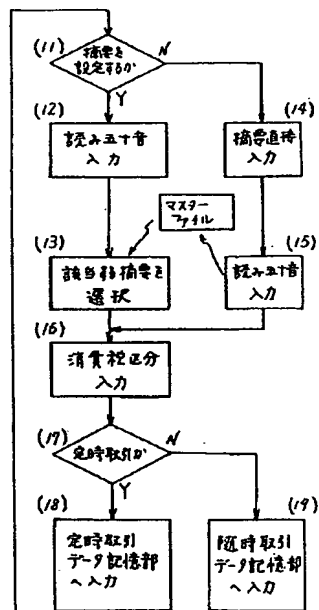 (11)
摘要を
設定するか
N
Y
(12)
読み五十音
入力
(14)
摘要直接
入力
マスター
ファイル
(13)
該当する摘要を
選択
(15)
読み五十音
入力
(16)
消費税区分
入力
(17)
定時取引か
N
Y
(18)
定時取引
データ記憶部
へ入力
(19)
随時取引
データ記憶部
へ入力